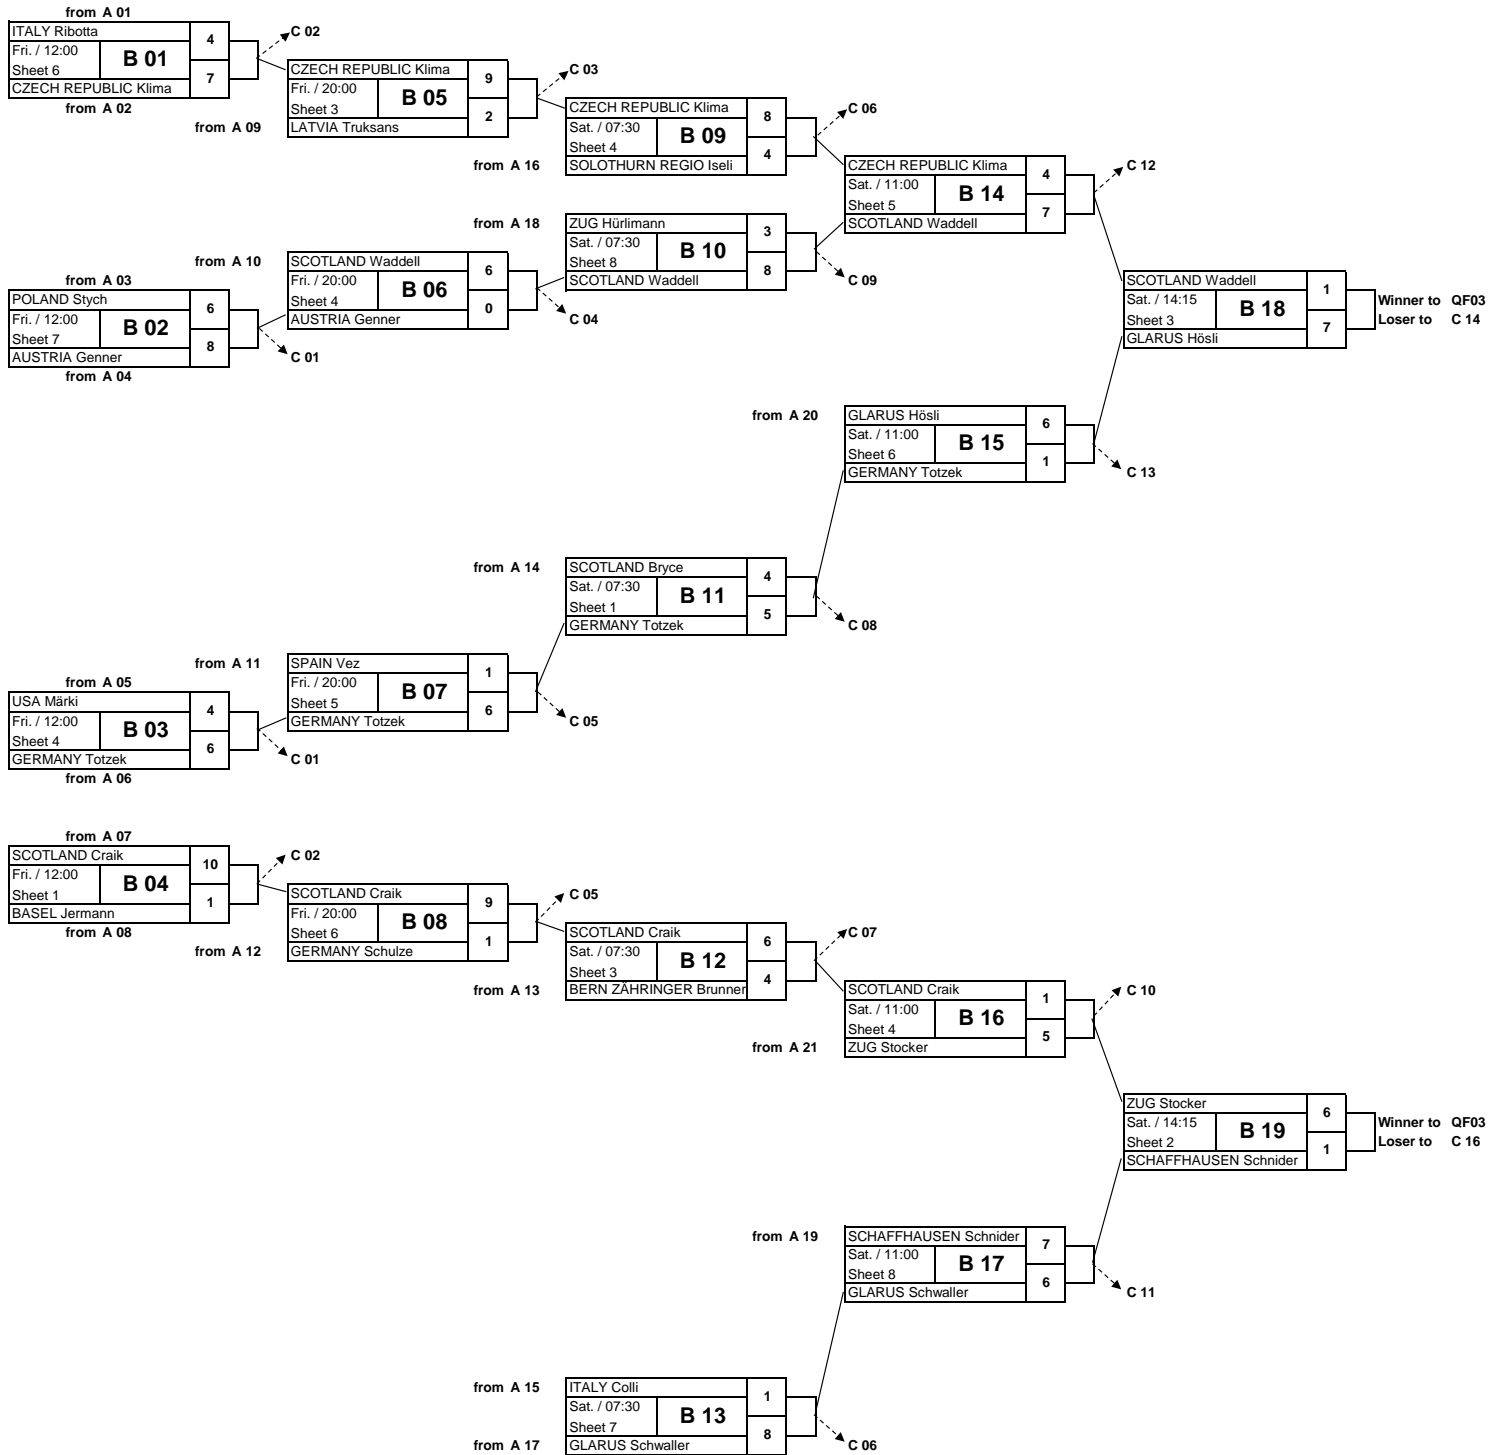 from A 01
ITALY Ribotta
4
Fri. / 12:00
B 01
Sheet 6
7
CZECH REPUBLIC Klima
from A 02
C 02
CZECH REPUBLIC Klima
9
Fri. / 20:00
B 05
Sheet 3
2
from A 09
LATVIA Truksans
C 03
CZECH REPUBLIC Klima
8
Sat. / 07:30
B 09
Sheet 4
4
from A 16
SOLOTHURN REGIO Iseli
C 06
CZECH REPUBLIC Klima
4
Sat. / 11:00
B 14
Sheet 5
7
SCOTLAND Waddell
C 12
from A 18
ZUG Hürlimann
3
Sat. / 07:30
B 10
Sheet 8
8
SCOTLAND Waddell
C 09
from A 10
SCOTLAND Waddell
6
Fri. / 20:00
B 06
Sheet 4
0
AUSTRIA Genner
C 04
from A 03
POLAND Stych
6
Fri. / 12:00
B 02
Sheet 7
8
AUSTRIA Genner
from A 04
C 01
SCOTLAND Waddell
1
Sat. / 14:15
B 18
Sheet 3
7
GLARUS Hösli
Winner to QF03
Loser to C 14
from A 20
GLARUS Hösli
6
Sat. / 11:00
B 15
Sheet 6
1
GERMANY Totzek
C 13
from A 14
SCOTLAND Bryce
4
Sat. / 07:30
B 11
Sheet 1
5
GERMANY Totzek
C 08
from A 11
SPAIN Vez
1
Fri. / 20:00
B 07
Sheet 5
6
GERMANY Totzek
C 05
from A 05
USA Märki
4
Fri. / 12:00
B 03
Sheet 4
6
GERMANY Totzek
from A 06
C 01
from A 07
SCOTLAND Craik
10
Fri. / 12:00
B 04
Sheet 1
1
BASEL Jermann
from A 08
C 02
SCOTLAND Craik
9
Fri. / 20:00
B 08
Sheet 6
1
from A 12
GERMANY Schulze
C 05
SCOTLAND Craik
6
Sat. / 07:30
B 12
Sheet 3
4
from A 13
BERN ZÄHRINGER Brunner
C 07
SCOTLAND Craik
1
Sat. / 11:00
B 16
Sheet 4
5
from A 21
ZUG Stocker
C 10
ZUG Stocker
6
Sat. / 14:15
B 19
Sheet 2
1
SCHAFFHAUSEN Schnider
Winner to QF03
Loser to C 16
from A 19
SCHAFFHAUSEN Schnider
7
Sat. / 11:00
B 17
Sheet 8
6
GLARUS Schwaller
C 11
from A 15
ITALY Colli
1
Sat. / 07:30
B 13
Sheet 7
8
from A 17
GLARUS Schwaller
C 06